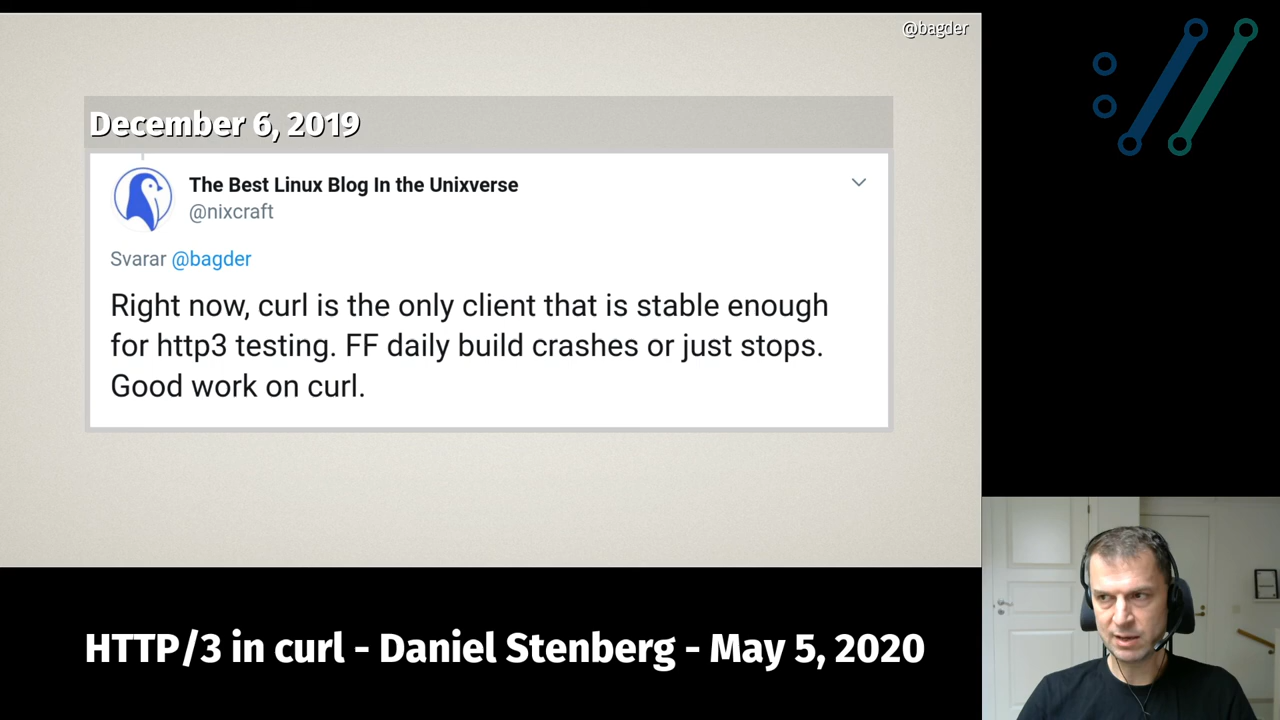 @bagder
December 6, 2019
The Best Linux Blog In the Unixverse
@nixcraft
Svarar @bagder
Right now, curl is the only client that is stable enough
for http3 testing. FF daily build crashes or just stops.
Good work on curl.
HTTP/3 in curl - Daniel Stenberg - May 5, 2020